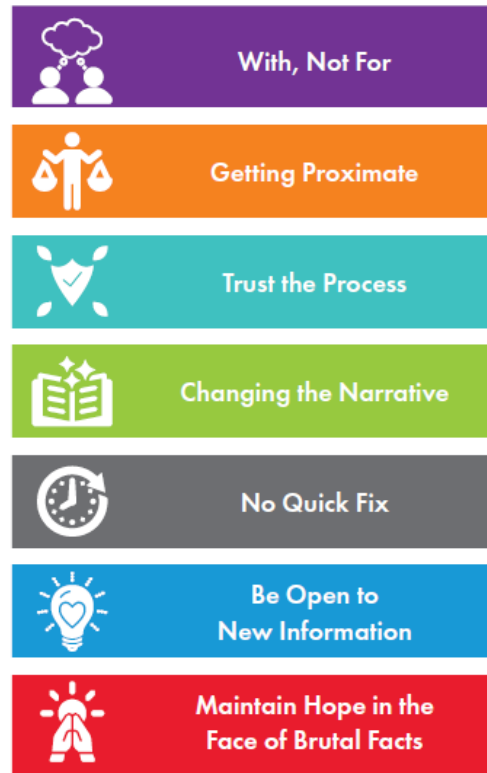 With, Not For
Getting Proximate
Trust the Process
Changing the Narrative
No Quick Fix
Be Open to
New Information
Maintain Hope in the
Face of Brutal Facts